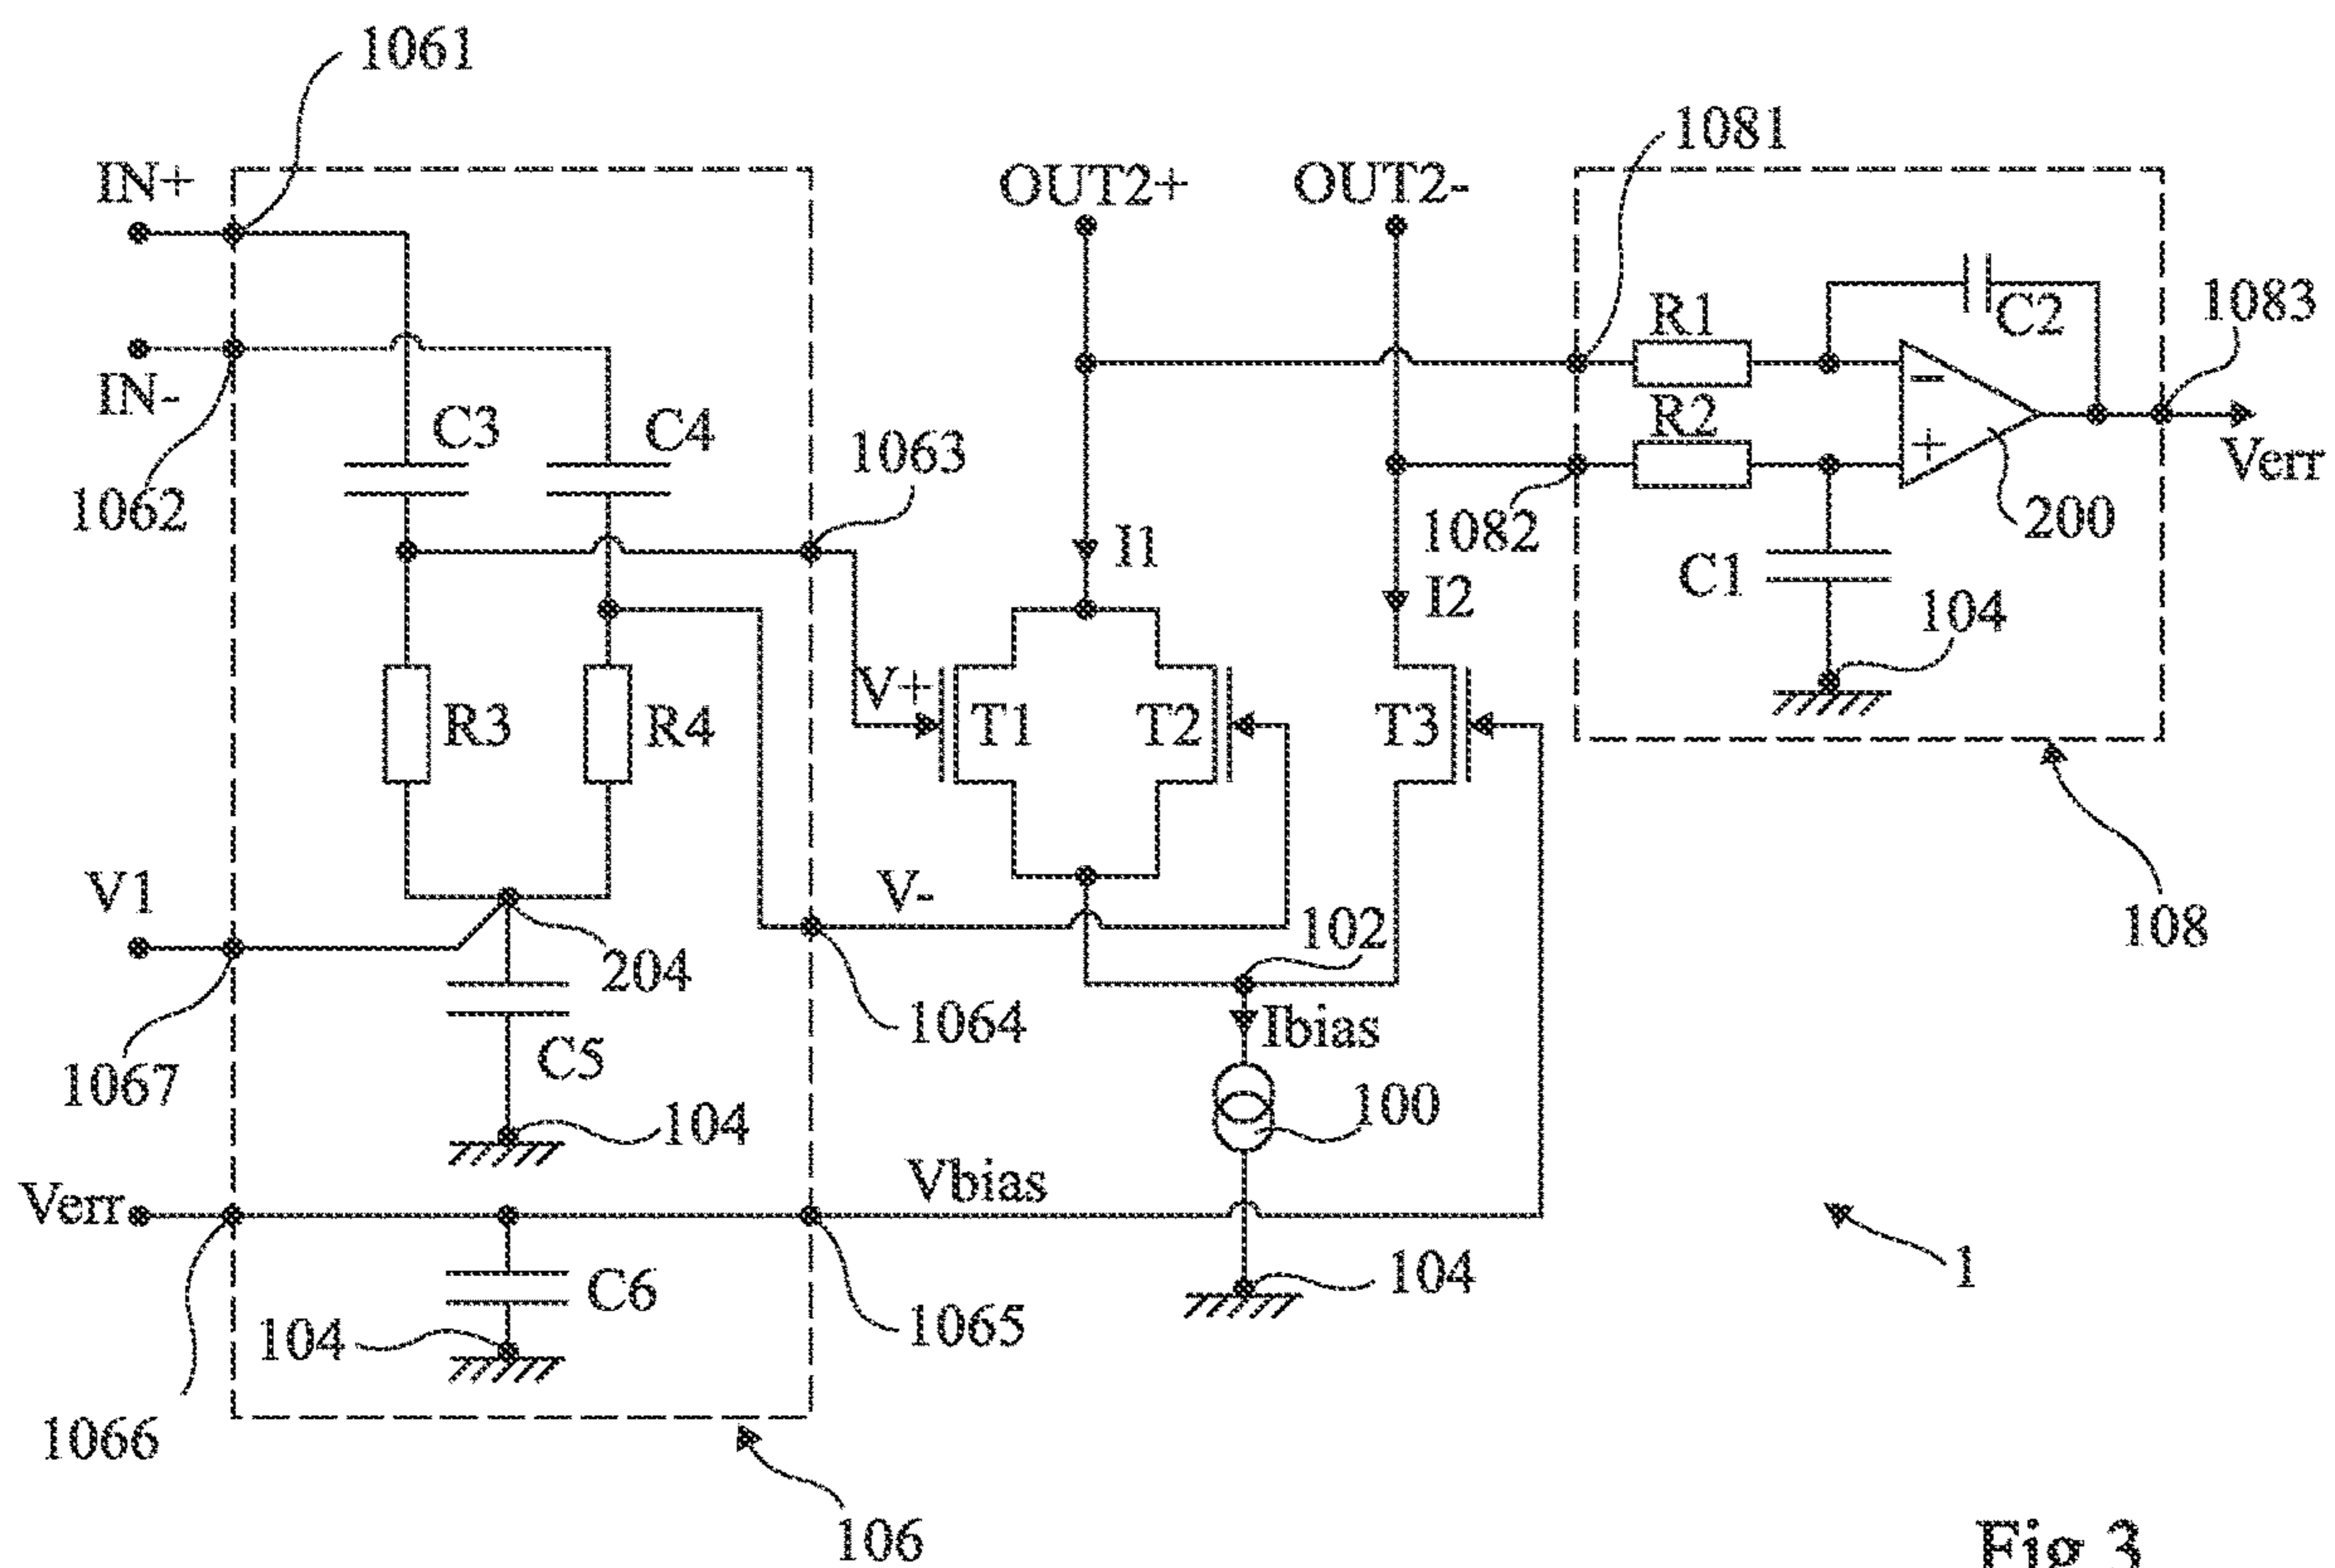 1061
1081
IN+
OUT2+
OUT2-
1083
R1
C2
IN-
R2
C3
C4
1063
Verr
1062
1082
200
I1
C1
I2
104
V+
R3
R4
T1
T2
T3
V1
V-
102
108
204
1064
Ibias
C5
1067
100
104
Vbias
Verr
1
C6
104
104
1065
1066
106
Fig 3